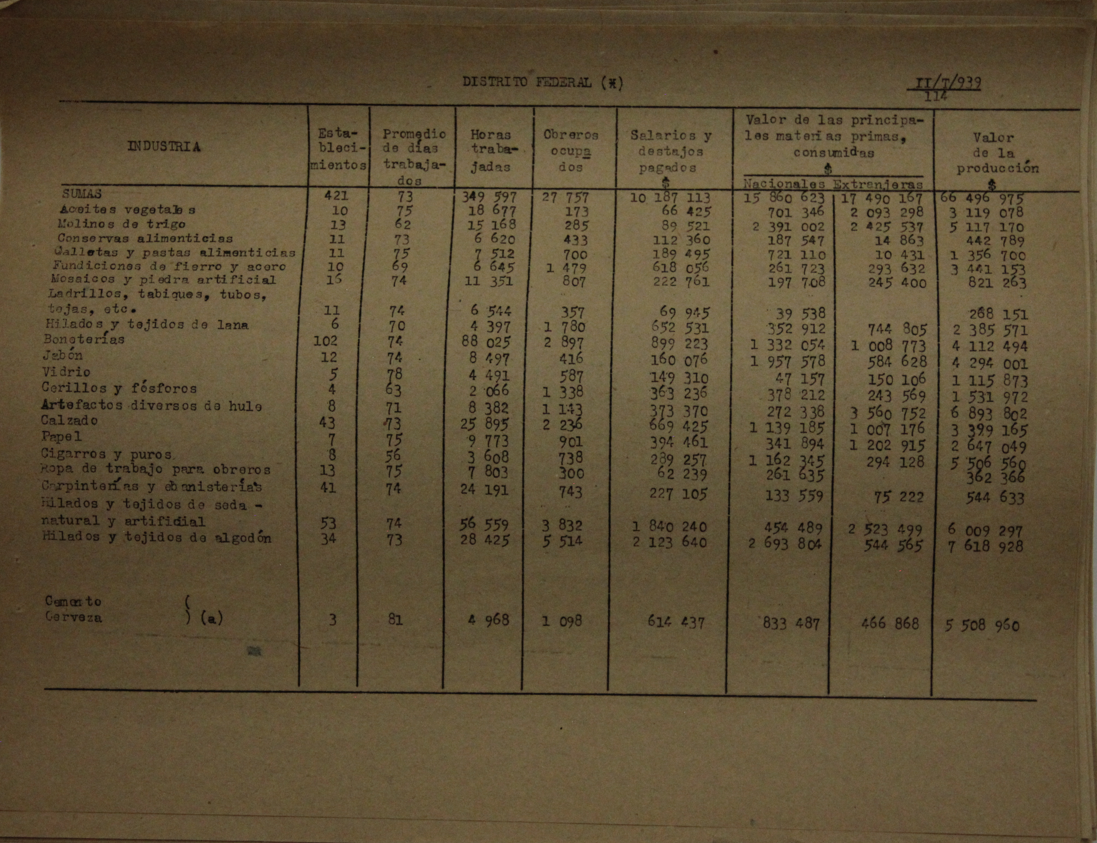 DISTRITO FEDERAL (*)
II/T/939
114
INDUSTRIA
Esta-
bleci-
mientos
Promedio
de días
trabaja-
dos
Horas
traba-
jadas
Obreros
ocupa
dos
Salarios y
destajos
pagados
$
Valor de las principa-
les materias primas,
consumidas
$
Nacionales Extranjeras
Valor
de la
producción
$
SUMAS 421 73 349 597 27 757 10 187 113 15 860 623 17 490 167 66 496 975
Aceites vegetales 10 75 18 677 173 66 425 701 346 2 093 298 3 119 078
Molinos de trigo 13 62 15 168 285 89 521 2 391 002 2 425 537 5 117 170
Conservas alimenticias 11 73 6 620 433 112 360 187 547 14 863 442 789
Galletas y pastas alimenticias 11 75 7 512 700 189 495 721 110 10 431 1 356 700
Fundiciones de fierro y acero 10 69 6 645 1 479 618 056 261 723 293 632 3 441 153
Mosaicos y piedra artificial 16 74 11 351 807 222 761 197 708 245 400 821 263
Ladrillos, tabiques, tubos,
tejas, etc. 11 74 6 544 357 69 945 39 538 268 151
Hilados y tejidos de lana 6 70 4 397 1 780 652 531 352 912 744 805 2 385 571
Boneterías 102 74 88 025 2 897 899 223 1 332 054 1 008 773 4 112 494
Jabón 12 74 8 497 416 160 076 1 957 578 584 628 4 294 001
Vidrio 5 78 4 491 587 149 310 47 157 150 106 1 115 873
Cerillos y fósforos 4 63 2 066 1 338 363 236 378 212 243 569 1 531 972
Artefactos diversos de hule 8 71 8 382 1 143 373 370 272 338 3 560 752 6 893 802
Calzado 43 73 25 895 2 236 669 425 1 139 185 1 007 176 3 399 165
Papel 7 75 9 773 901 394 461 341 894 1 202 915 2 647 049
Cigarros y puros 8 56 3 608 738 289 257 1 162 345 294 128 5 506 560
Ropa de trabajo para obreros 13 75 7 803 300 62 239 261 635 362 366
Carpinterías y ebanisterías 41 74 24 191 743 227 105 133 559 75 222 544 633
Hilados y tejidos de seda -
natural y artifidial 53 74 56 559 3 832 1 840 240 454 489 2 523 499 6 009 297
Hilados y tejidos de algodón 34 73 28 425 5 514 2 123 640 2 693 804 544 565 7 618 928
Cemento (
Cerveza ) (a) 3 81 4 968 1 098 614 437 833 487 466 868 5 508 960